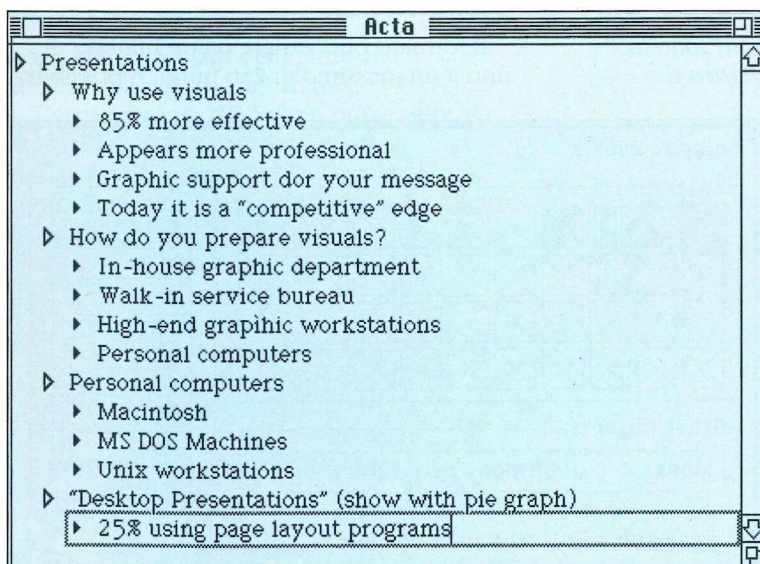 Acta
Presentations
Why use visuals
85% more effective
Appears more professional
Graphic support dor your message
Today it is a “competitive” edge
How do you prepare visuals?
In-house graphic department
Walk-in service bureau
High-end grapìhic workstations
Personal computers
Personal computers
Macintosh
MS DOS Machines
Unix workstations
“Desktop Presentations” (show with pie graph)
25% using page layout programs